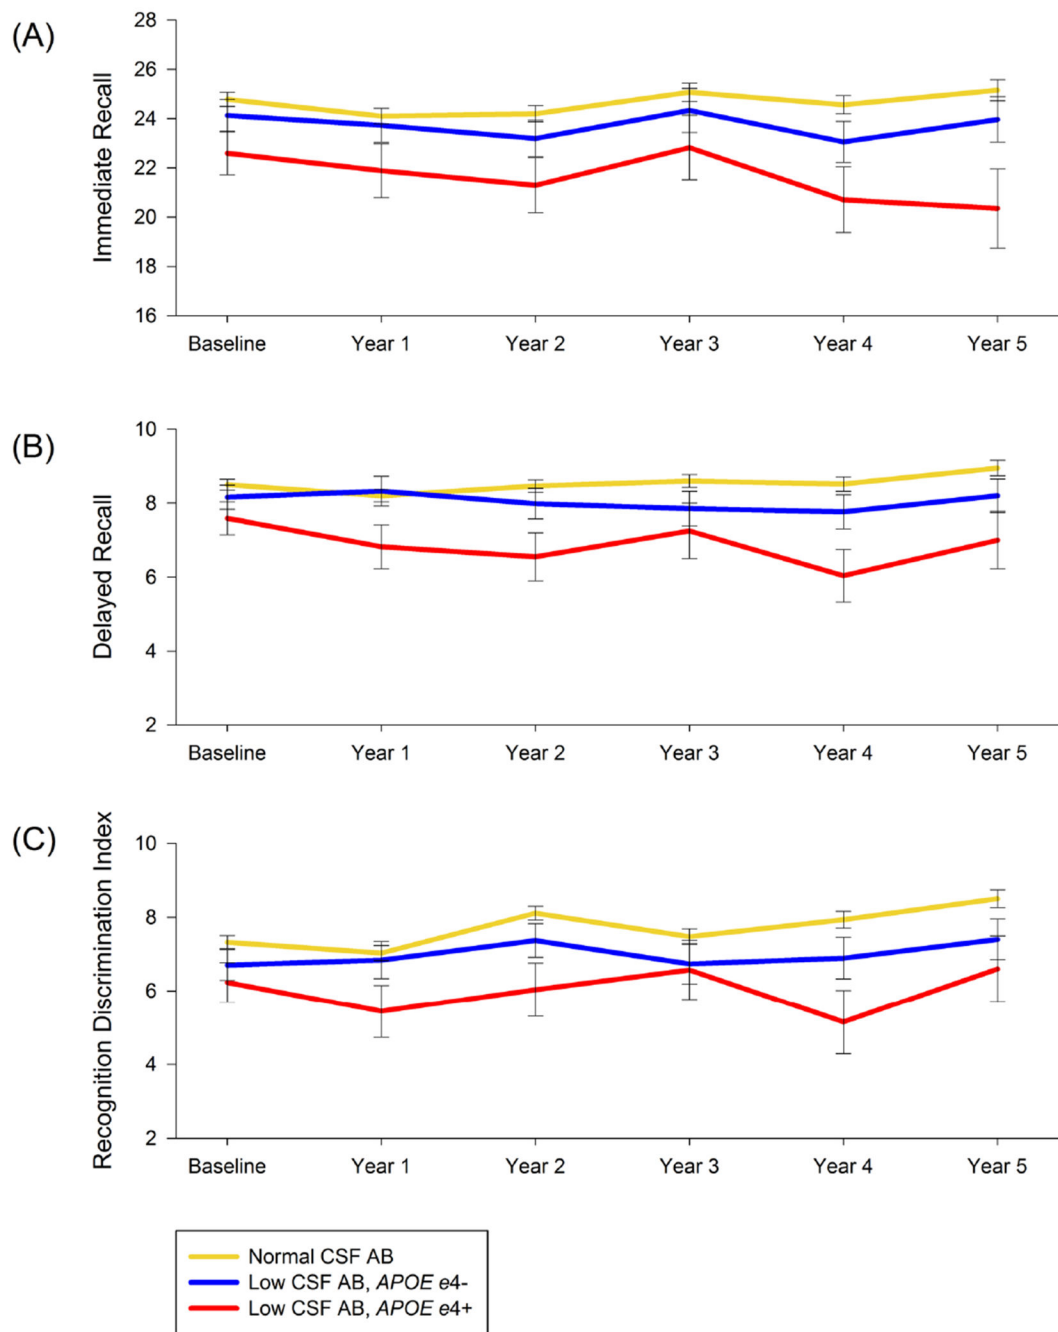 (A)
Immediate Recall
28
26
24
22
20
18
16
Baseline Year 1 Year 2 Year 3 Year 4 Year 5
(B)
Delayed Recall
10
8
6
4
2
Baseline Year 1 Year 2 Year 3 Year 4 Year 5
(C)
Recognition Discrimination Index
10
8
6
4
2
Baseline Year 1 Year 2 Year 3 Year 4 Year 5
Normal CSF AB
Low CSF AB, APOE e4-
Low CSF AB, APOE e4+